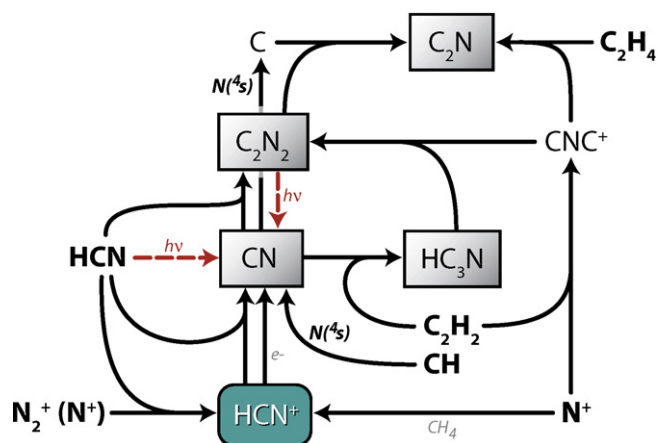 C C₂N C₂H₄
N(⁴s)
C₂N₂ CNC⁺
hν
HCN hν CN HC₃N
N(⁴s) C₂H₂
e- CH
N₂⁺ (N⁺) HCN⁺ CH₄ N⁺